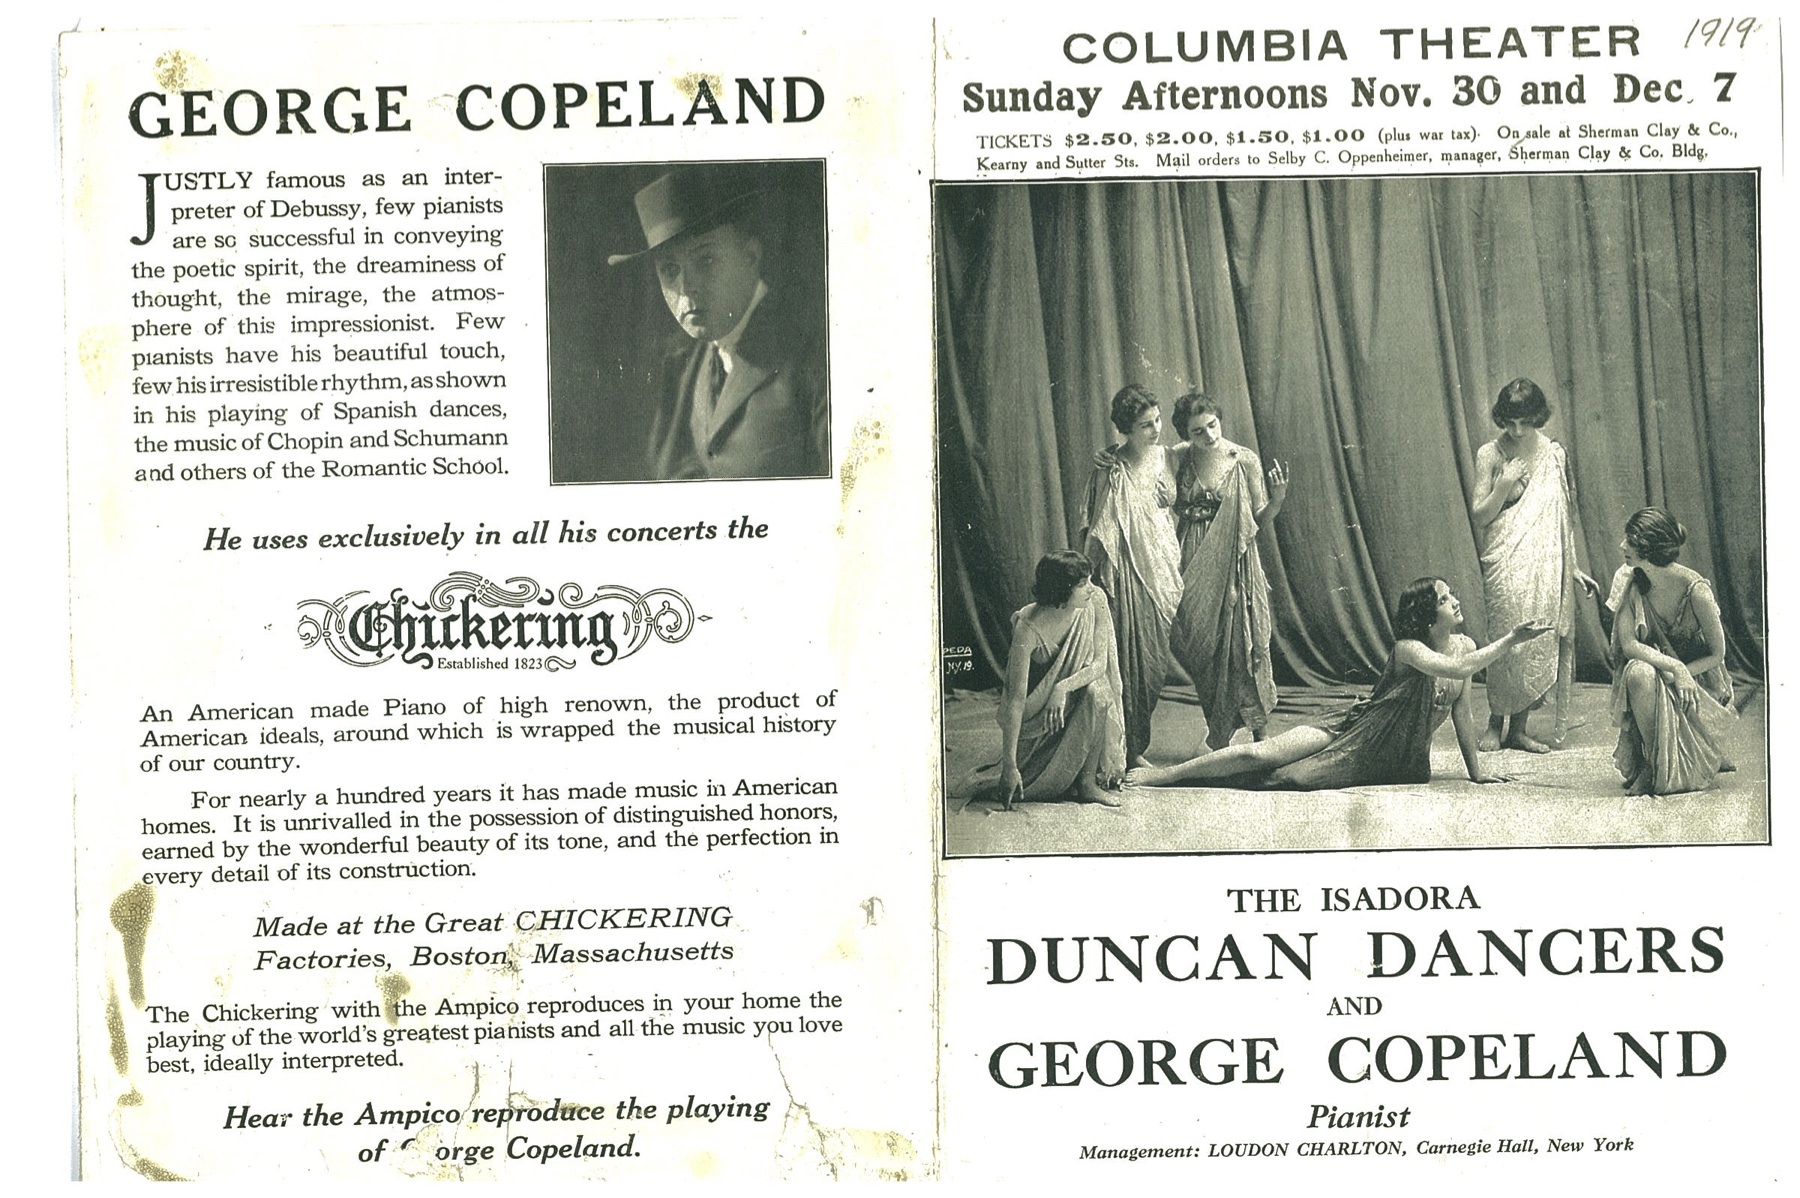 GEORGE COPELAND
JUSTLY famous as an inter-
preter of Debussy, few pianists
are so successful in conveying
the poetic spirit, the dreaminess of
thought, the mirage, the atmos-
phere of this impressionist. Few
pianists have his beautiful touch,
few his irresistible rhythm, as shown
in his playing of Spanish dances,
the music of Chopin and Schumann
and others of the Romantic School.
He uses exclusively in all his concerts the
Chickering
Established 1823
An American made Piano of high renown, the product of
American ideals, around which is wrapped the musical history
of our country.
For nearly a hundred years it has made music in American
homes. It is unrivalled in the possession of distinguished honors,
earned by the wonderful beauty of its tone, and the perfection in
every detail of its construction.
Made at the Great CHICKERING
Factories, Boston, Massachusetts
The Chickering with the Ampico reproduces in your home the
playing of the world's greatest pianists and all the music you love
best, ideally interpreted.
Hear the Ampico reproduce the playing
of orge Copeland.
1919
COLUMBIA THEATER
Sunday Afternoons Nov. 30 and Dec. 7
TICKETS $2.50, $2.00, $1.50, $1.00 (plus war tax). On sale at Sherman Clay & Co.,
Kearny and Sutter Sts. Mail orders to Selby C. Oppenheimer, manager, Sherman Clay & Co. Bldg.
N.Y. 19.
THE ISADORA
DUNCAN DANCERS
AND
GEORGE COPELAND
Pianist
Management: LOUDON CHARLTON, Carnegie Hall, New York